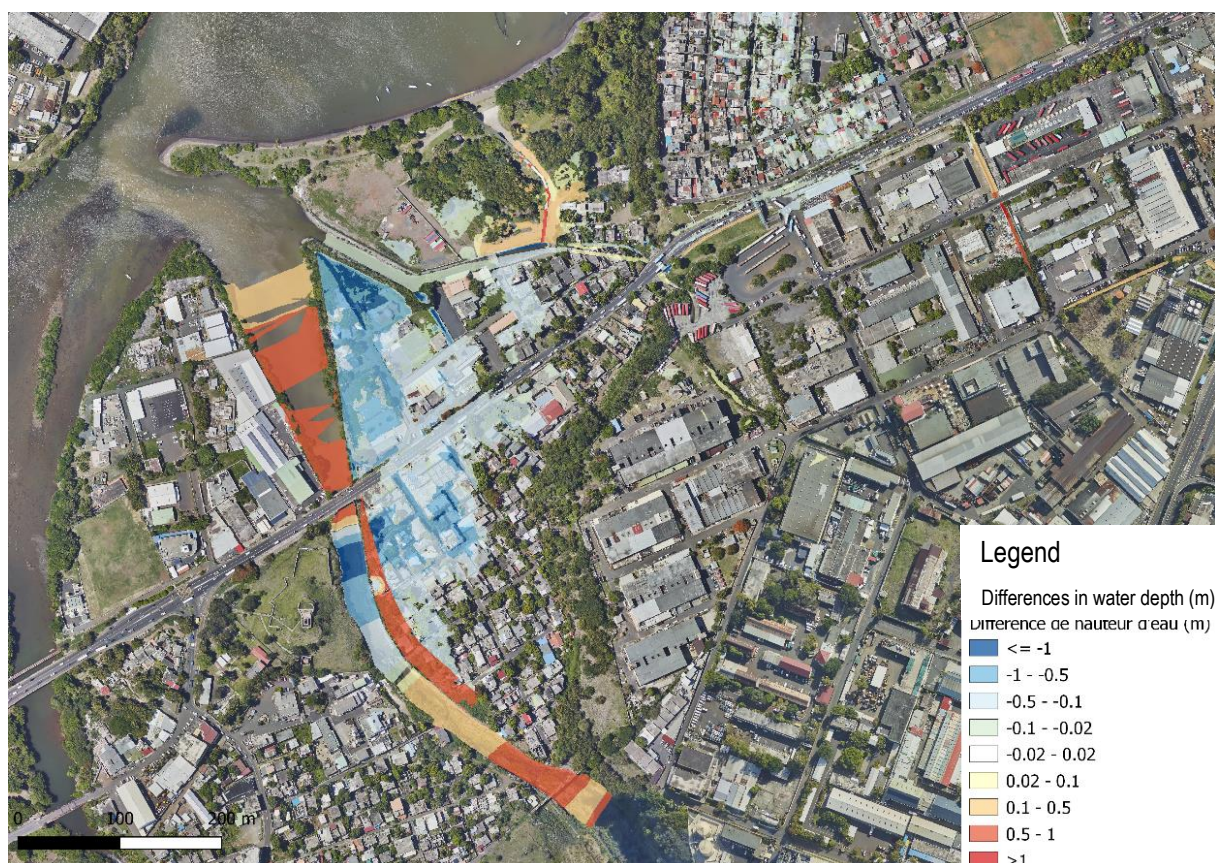 Legend
Differences in water depth (m)
Différence de hauteur d'eau (m)
<= -1
-1 - -0.5
-0.5 - -0.1
-0.1 - -0.02
-0.02 - 0.02
0.02 - 0.1
0.1 - 0.5
0.5 - 1
>1
0 100 200 m